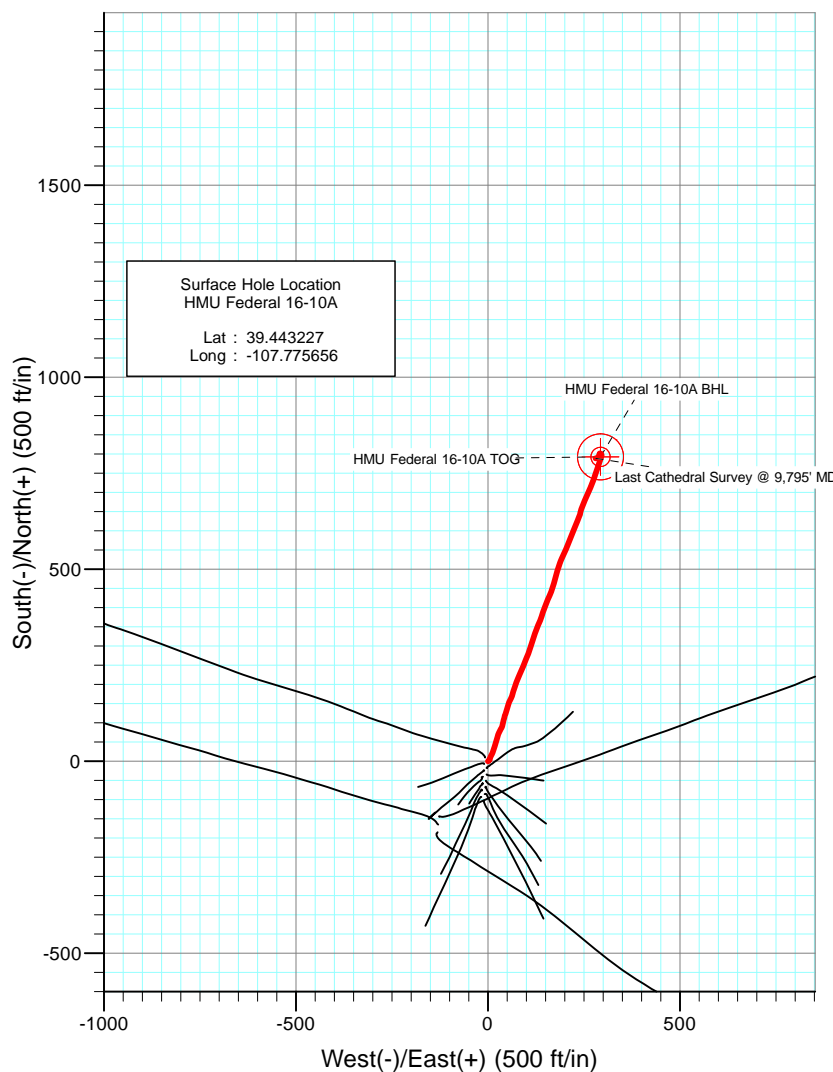 1500
Surface Hole Location
HMU Federal 16-10A
Lat : 39.443227
Long : -107.775656
1000
HMU Federal 16-10A BHL
HMU Federal 16-10A TOG
Last Cathedral Survey @ 9,795' MD
South(-)/North(+) (500 ft/in)
500
0
-500
-1000
-500
0
500
West(-)/East(+) (500 ft/in)